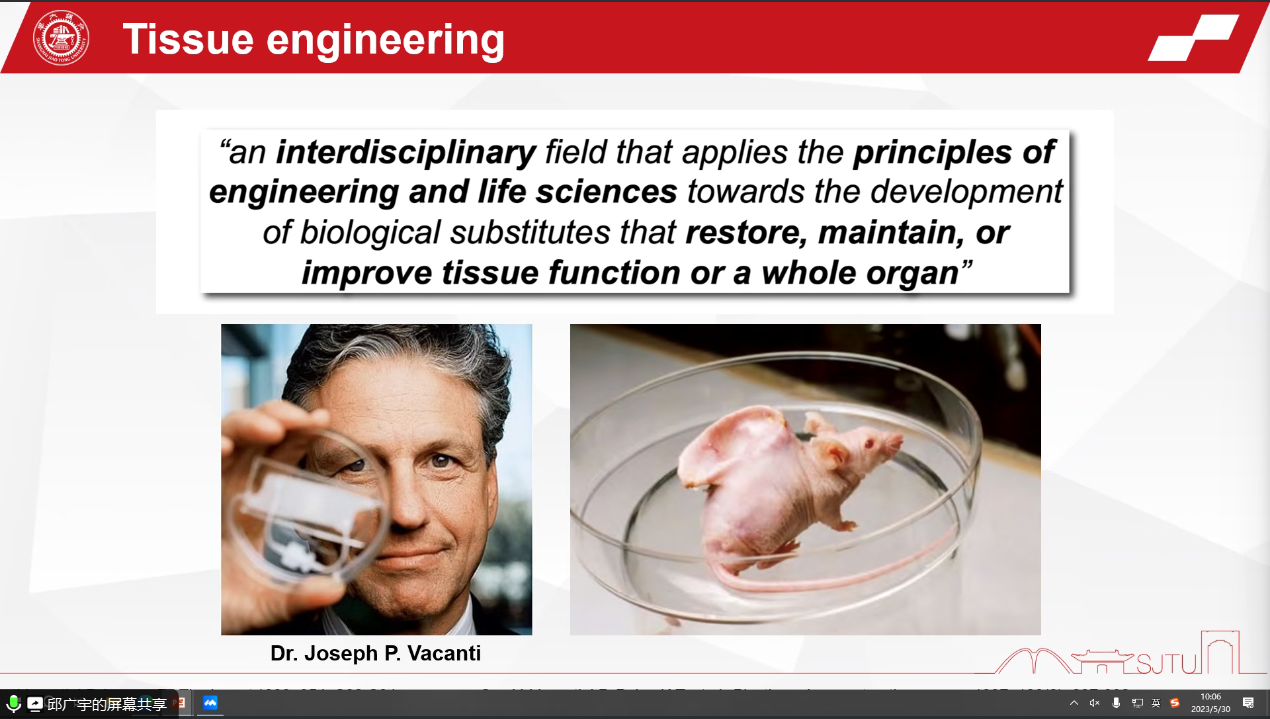 Tissue engineering
“an interdisciplinary field that applies the principles of
engineering and life sciences towards the development
of biological substitutes that restore, maintain, or
improve tissue function or a whole organ”
Dr. Joseph P. Vacanti
SJTU
邱广宇的屏幕共享
英
10:06
2023/5/30